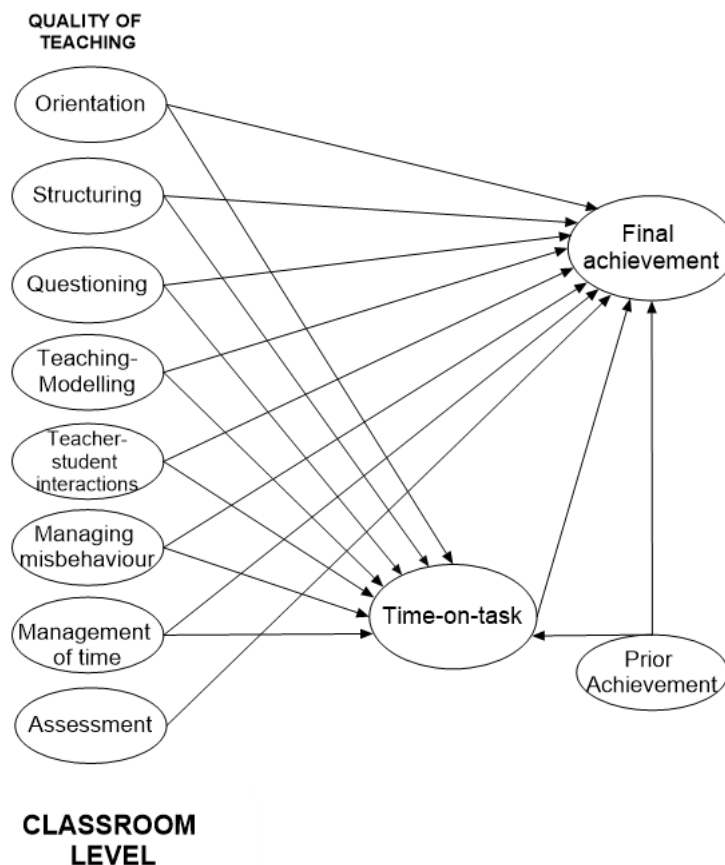 QUALITY OF
TEACHING
Orientation
Structuring
Questioning
Teaching-
Modelling
Teacher-
student
interactions
Managing
misbehaviour
Management
of time
Assessment
Final
achievement
Time-on-task
Prior
Achievement
CLASSROOM
LEVEL